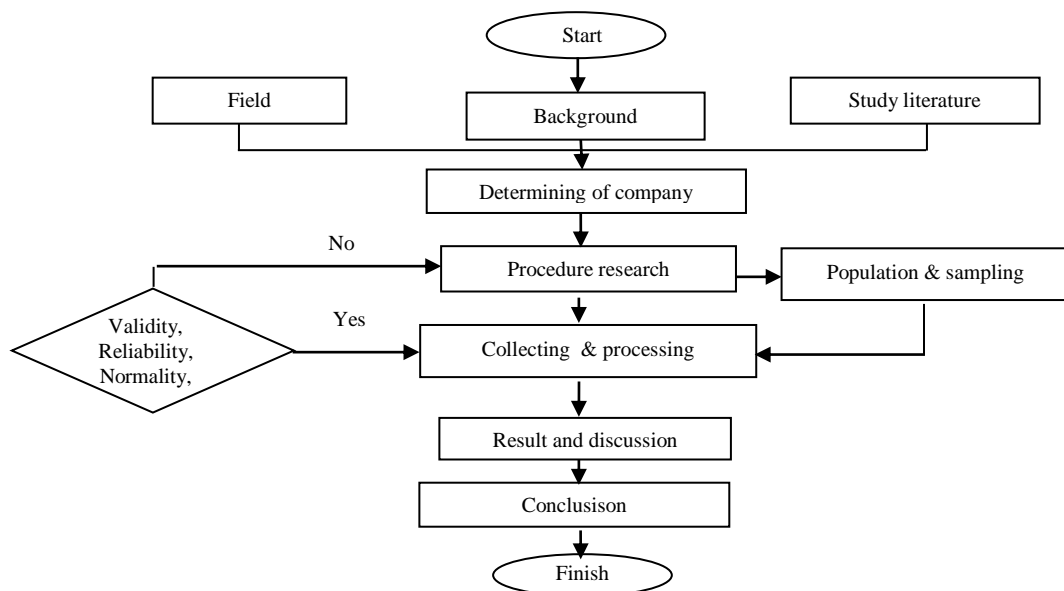 Start
Field
Study literature
Background
Determining of company
No
Procedure research
Population & sampling
Yes
Validity,
Reliability,
Normality,
Collecting & processing
Result and discussion
Conclusison
Finish